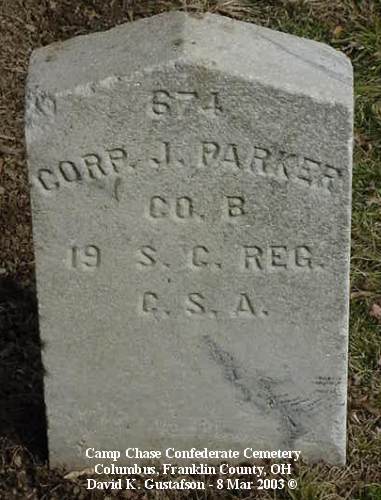 674
CORP. J. PARKER
CO. B
19 S. C. REG.
C. S. A.
Camp Chase Confederate Cemetery
Columbus, Franklin County, OH
David K. Gustafson - 8 Mar 2003 ©